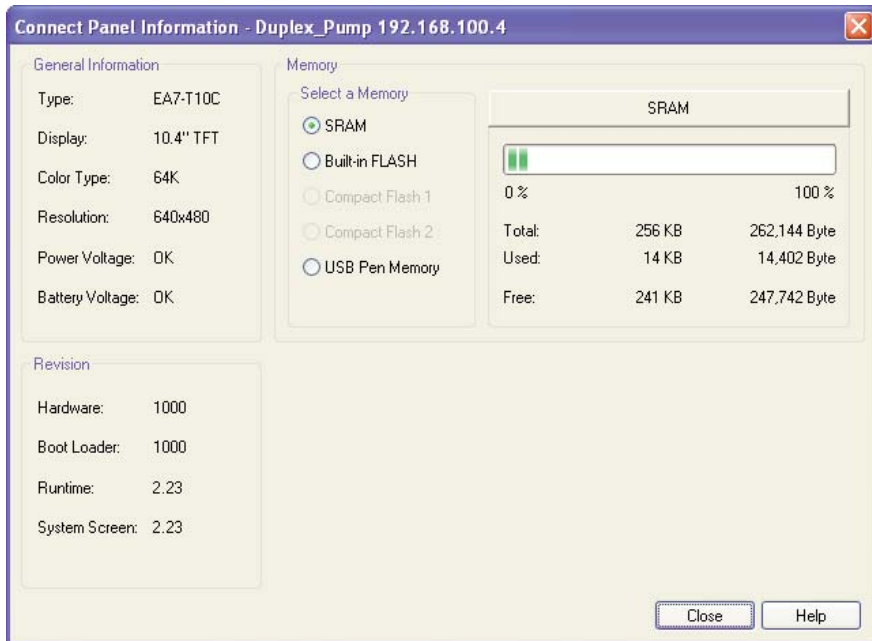 Connect Panel Information - Duplex_Pump 192.168.100.4
General Information
Type: EA7-T10C
Display: 10.4" TFT
Color Type: 64K
Resolution: 640x480
Power Voltage: OK
Battery Voltage: OK
Memory
Select a Memory
SRAM
Built-in FLASH
Compact Flash 1
Compact Flash 2
USB Pen Memory
SRAM
0 % 100 %
Total: 256 KB 262,144 Byte
Used: 14 KB 14,402 Byte
Free: 241 KB 247,742 Byte
Revision
Hardware: 1000
Boot Loader: 1000
Runtime: 2.23
System Screen: 2.23
Close Help